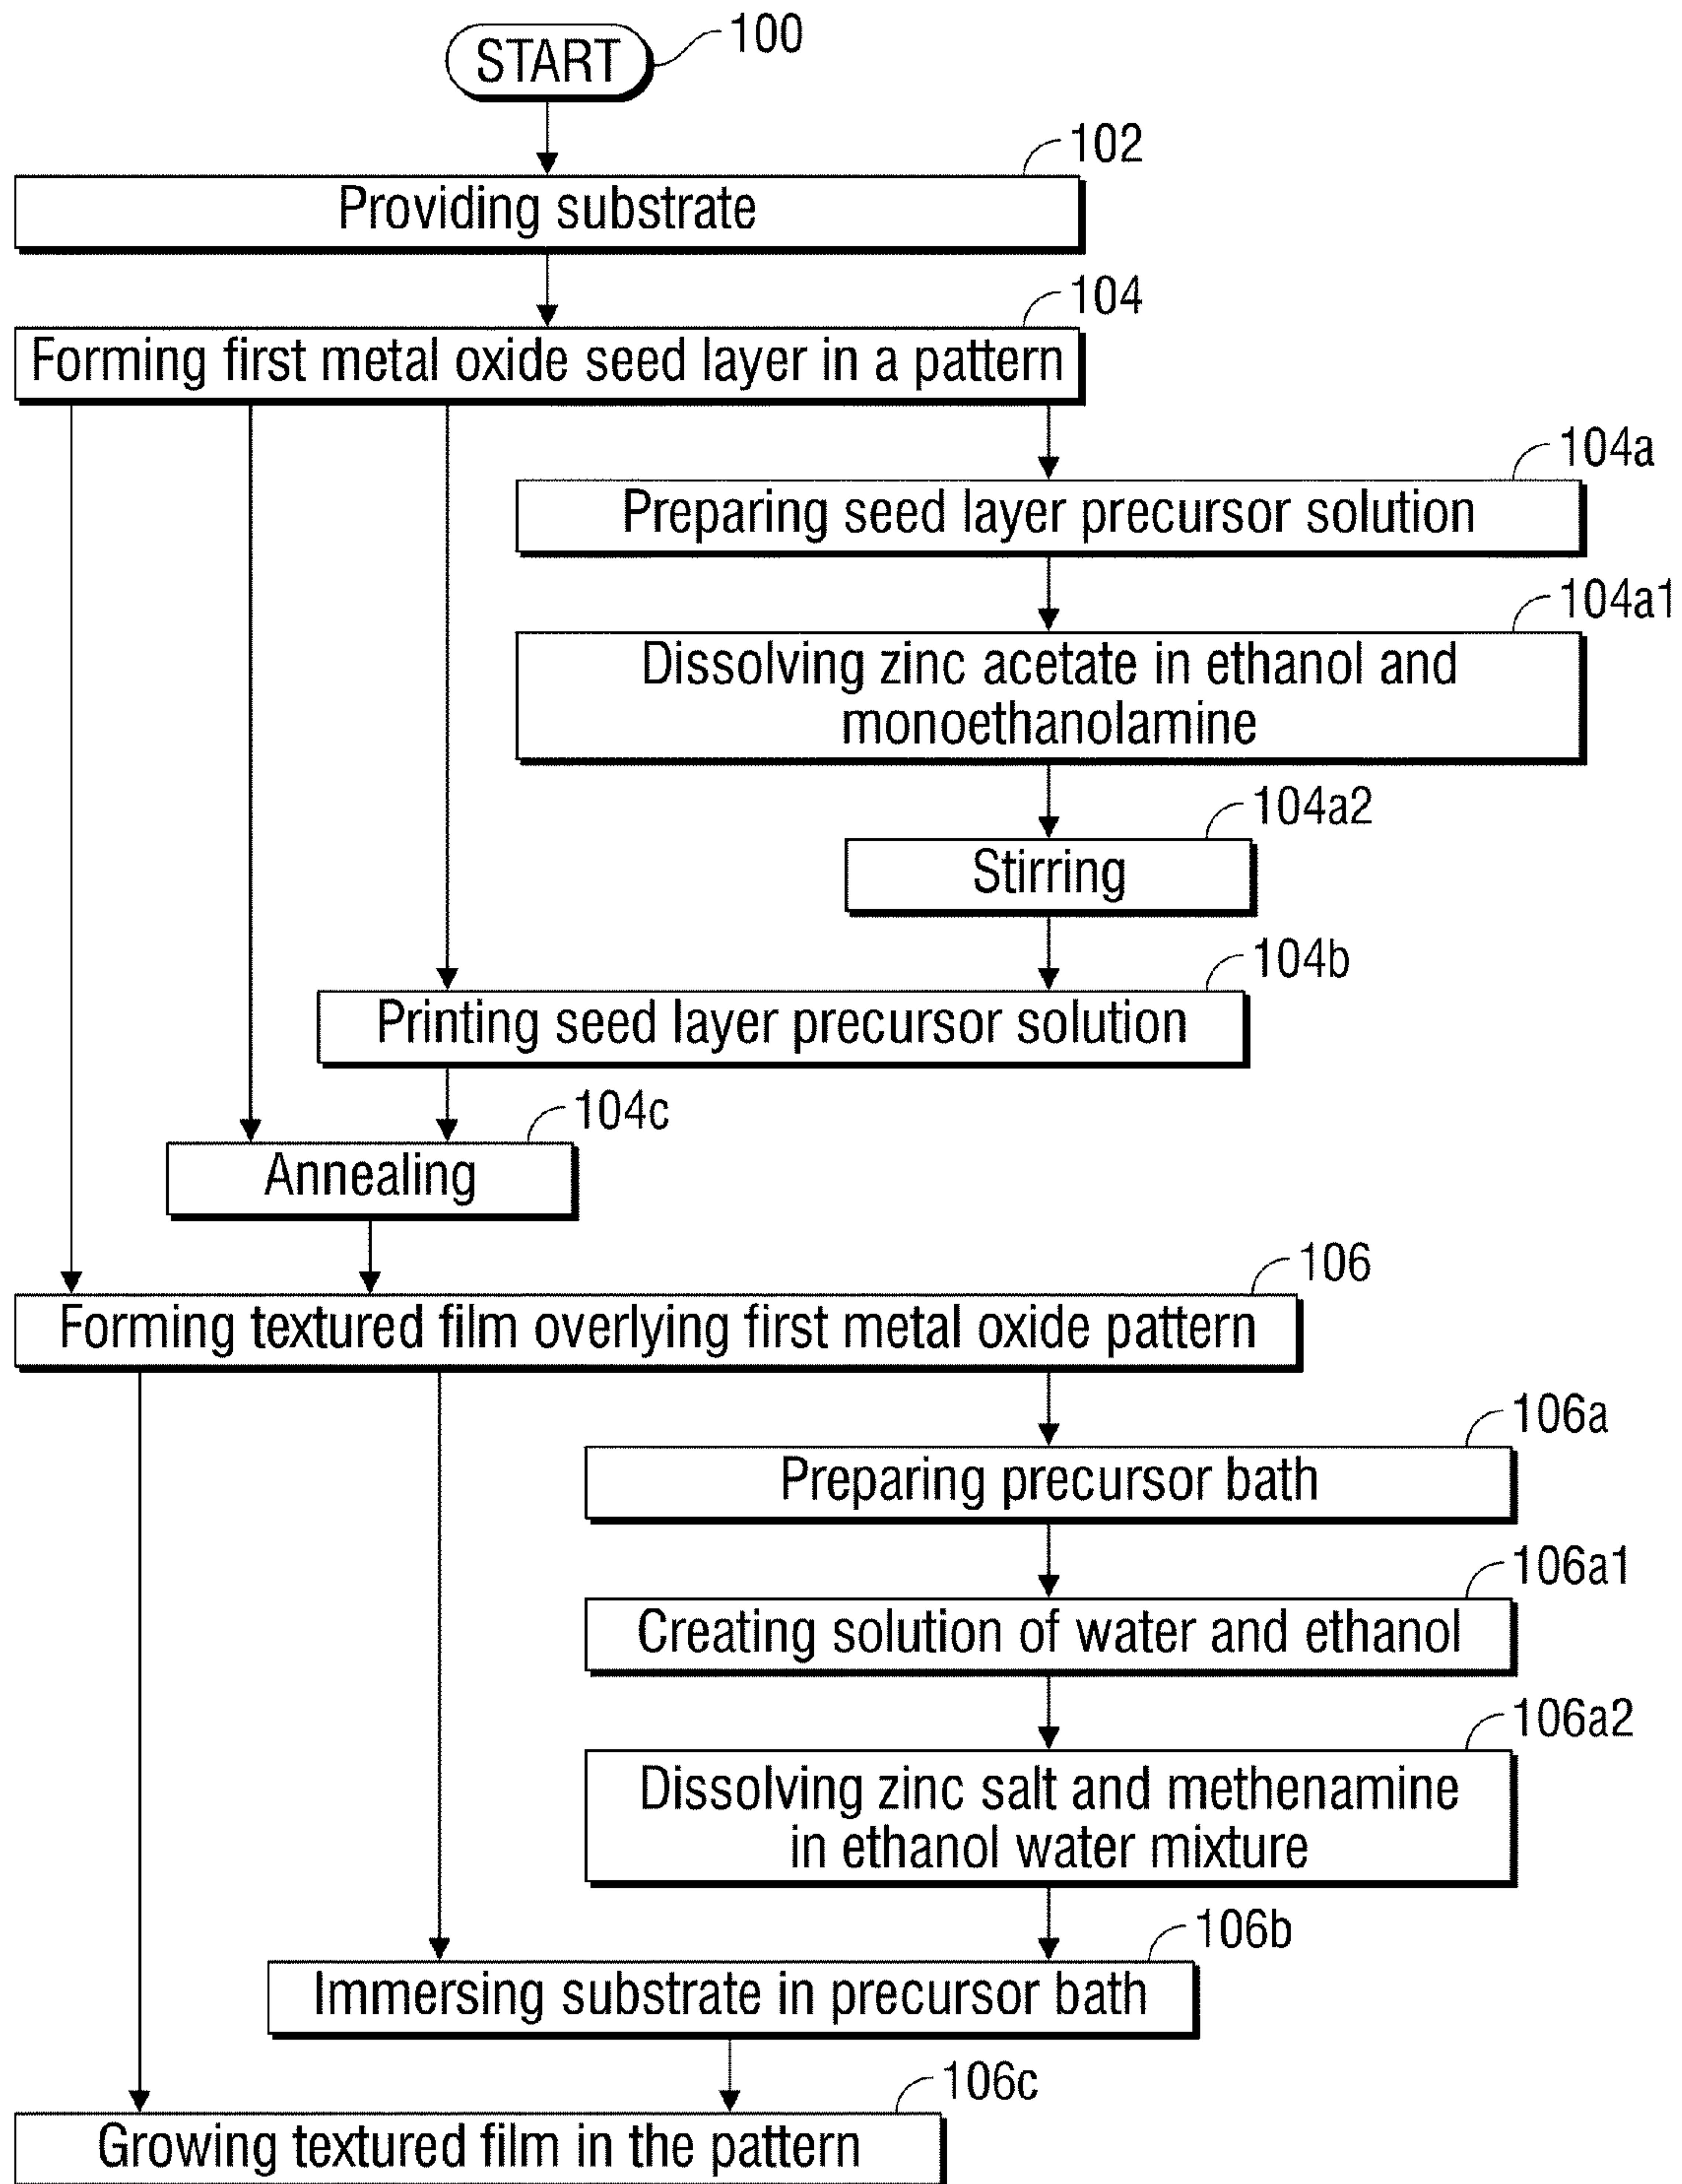 START
100
102
Providing substrate
104
Forming first metal oxide seed layer in a pattern
104a
Preparing seed layer precursor solution
104a1
Dissolving zinc acetate in ethanol and
monoethanolamine
104a2
Stirring
104b
Printing seed layer precursor solution
104c
Annealing
106
Forming textured film overlying first metal oxide pattern
106a
Preparing precursor bath
106a1
Creating solution of water and ethanol
106a2
Dissolving zinc salt and methenamine
in ethanol water mixture
106b
Immersing substrate in precursor bath
106c
Growing textured film in the pattern